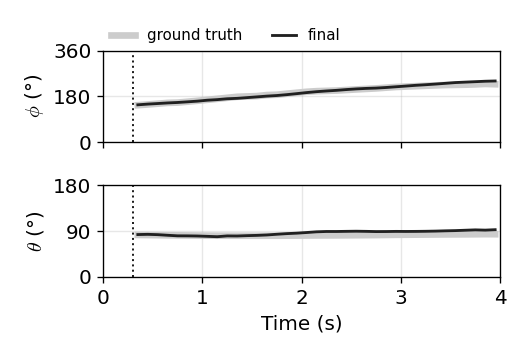 ground truth final
360
180
0
ϕ (°)
180
90
0
θ (°)
0 1 2 3 4
Time (s)